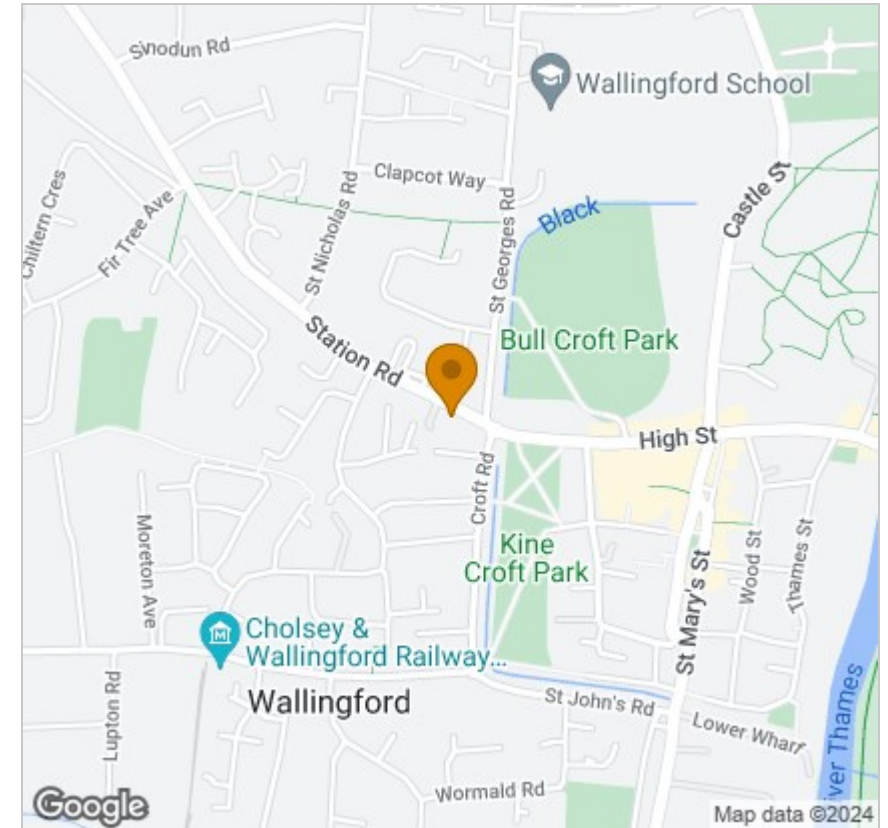 Sinodun Rd
Wallingford School
Clapcot Way
Castle St
Chiltern Cres
Fir Tree Ave
St Nicholas Rd
St Georges Rd
Black
Station Rd
Bull Croft Park
High St
Croft Rd
Kine
Croft Park
Moreton Ave
Wood St
Thames St
St Mary's St
Cholsey &
Wallingford Railway...
Wallingford
Lupton Rd
St John's Rd
Lower Wharf
River Thames
Wormald Rd
Google
Map data ©2024